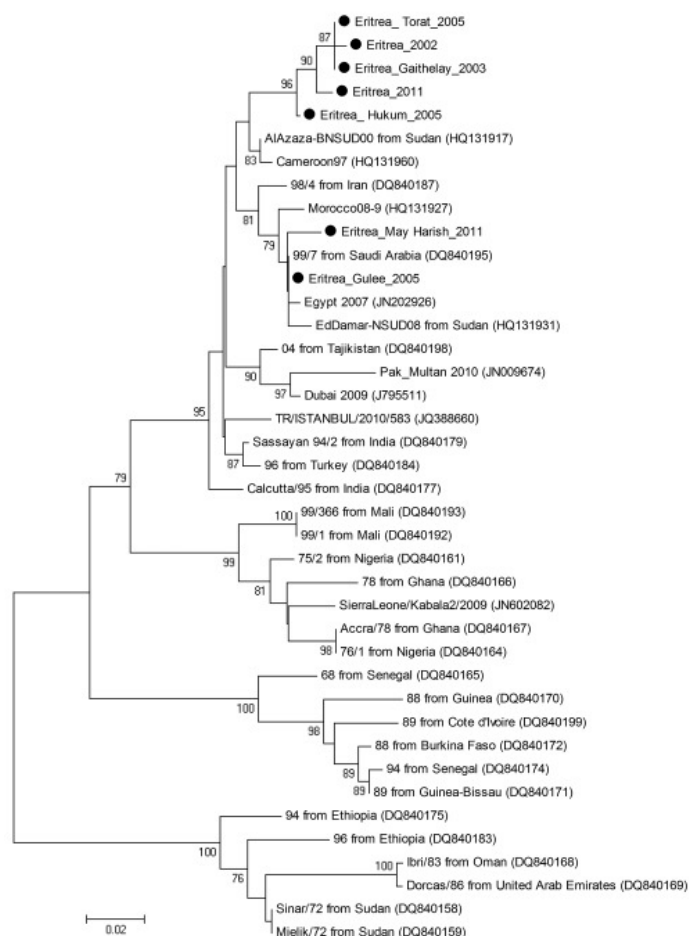 Eritrea_ Torat_2005
87
Eritrea_2002
90
Eritrea_Gaithelay_2003
96
Eritrea_2011
Eritrea_ Hukum_2005
AlAzaza-BNSUD00 from Sudan (HQ131917)
83
Cameroon97 (HQ131960)
98/4 from Iran (DQ840187)
81
Morocco08-9 (HQ131927)
79
Eritrea_May Harish_2011
99/7 from Saudi Arabia (DQ840195)
Eritrea_Gulee_2005
Egypt 2007 (JN202926)
EdDamar-NSUD08 from Sudan (HQ131931)
04 from Tajikistan (DQ840198)
90
Pak_Multan 2010 (JN009674)
97
Dubai 2009 (J795511)
95
TR/ISTANBUL/2010/583 (JQ388660)
Sassayan 94/2 from India (DQ840179)
87
96 from Turkey (DQ840184)
79
Calcutta/95 from India (DQ840177)
100
99/366 from Mali (DQ840193)
99/1 from Mali (DQ840192)
99
75/2 from Nigeria (DQ840161)
81
78 from Ghana (DQ840166)
SierraLeone/Kabala2/2009 (JN602082)
Accra/78 from Ghana (DQ840167)
98
76/1 from Nigeria (DQ840164)
68 from Senegal (DQ840165)
100
88 from Guinea (DQ840170)
98
89 from Cote d'Ivoire (DQ840199)
88 from Burkina Faso (DQ840172)
89
94 from Senegal (DQ840174)
89
89 from Guinea-Bissau (DQ840171)
94 from Ethiopia (DQ840175)
100
96 from Ethiopia (DQ840183)
76
100
Ibri/83 from Oman (DQ840168)
Dorcas/86 from United Arab Emirates (DQ840169)
Sinar/72 from Sudan (DQ840158)
Mielik/72 from Sudan (DQ840159)
0.02